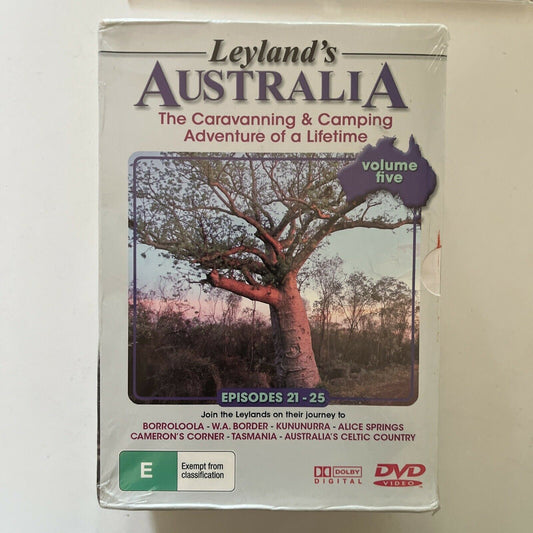 Leyland's
AUSTRALIA
The Caravanning & Camping
Adventure of a Lifetime
volume
five
EPISODES 21 - 25
Join the Leylands on their journey to
BORROLOOLA - W.A. BORDER - KUNUNURRA - ALICE SPRINGS
CAMERON'S CORNER - TASMANIA - AUSTRALIA'S CELTIC COUNTRY
E
Exempt from
classification
DOLBY
DIGITAL
DVD
VIDEO